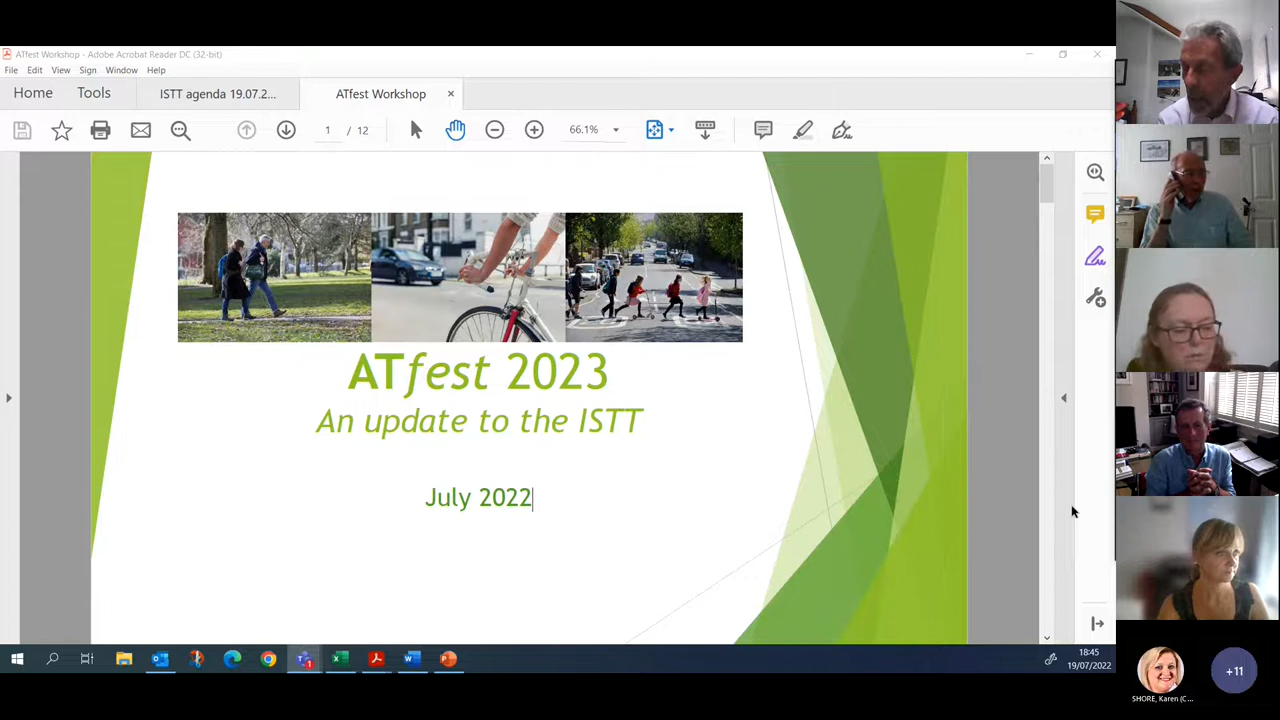 ATfest Workshop - Adobe Acrobat Reader DC (32-bit)
File Edit View Sign Window Help
Home Tools ISTT agenda 19.07.2... ATfest Workshop ×
1 / 12 66.1%
ATfest 2023
An update to the ISTT
July 2022
18:45
19/07/2022
+11
SHORE, Karen (C...